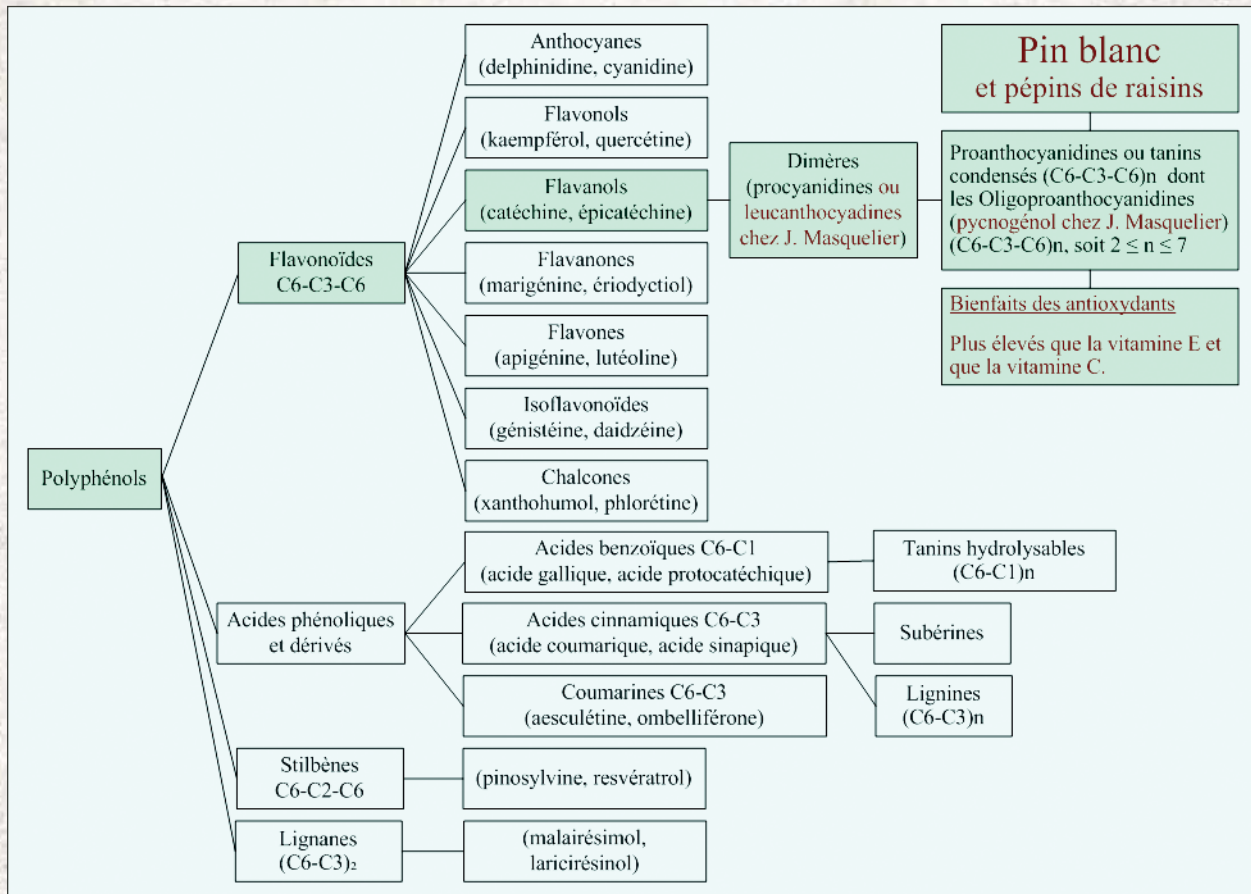 Anthocyanes
(delphinidine, cyanidine)
Flavonols
(kaempférol, quercétine)
Flavanols
(catéchine, épicatéchine)
Flavanones
(marigénine, ériodyctiol)
Flavones
(apigénine, lutéoline)
Isoflavonoïdes
(génistéine, daidzéine)
Chalcones
(xanthohumol, phlorétine)
Flavonoïdes
C6-C3-C6
Dimères
(procyanidines ou
leucanthocyadines
chez J. Masquelier)
Pin blanc
et pépins de raisins
Proanthocyanidines ou tanins
condensés (C6-C3-C6)n dont
les Oligoproanthocyanidines
(pycnogénol chez J. Masquelier)
(C6-C3-C6)n, soit 2 ≤ n ≤ 7
Bienfaits des antioxydants
Plus élevés que la vitamine E et
que la vitamine C.
Polyphénols
Acides phénoliques
et dérivés
Acides benzoïques C6-C1
(acide gallique, acide protocatéchique)
Tanins hydrolysables
(C6-C1)n
Acides cinnamiques C6-C3
(acide coumarique, acide sinapique)
Subérines
Coumarines C6-C3
(aesculétine, ombelliférone)
Lignines
(C6-C3)n
Stilbènes
C6-C2-C6
(pinosylvine, resvératrol)
Lignanes
(C6-C3)₂
(malairésimol,
laricirésinol)